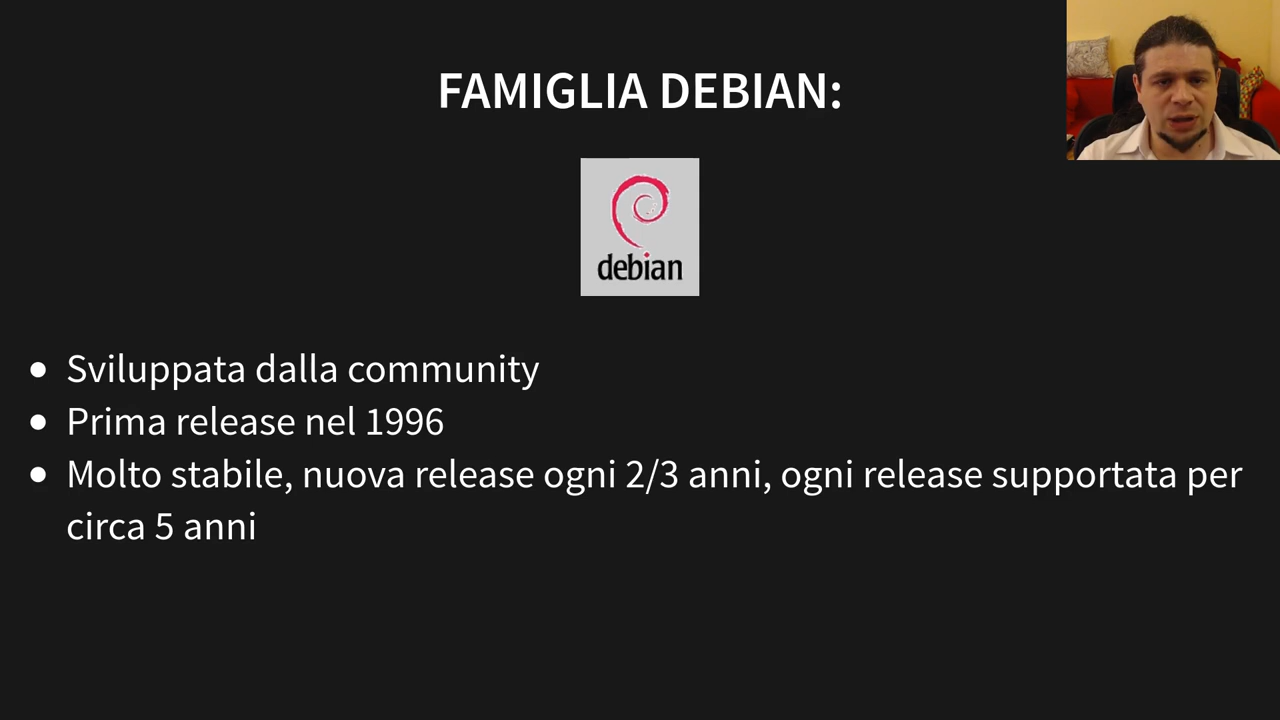 FAMIGLIA DEBIAN:
debian
Sviluppata dalla community
Prima release nel 1996
Molto stabile, nuova release ogni 2/3 anni, ogni release supportata per
circa 5 anni